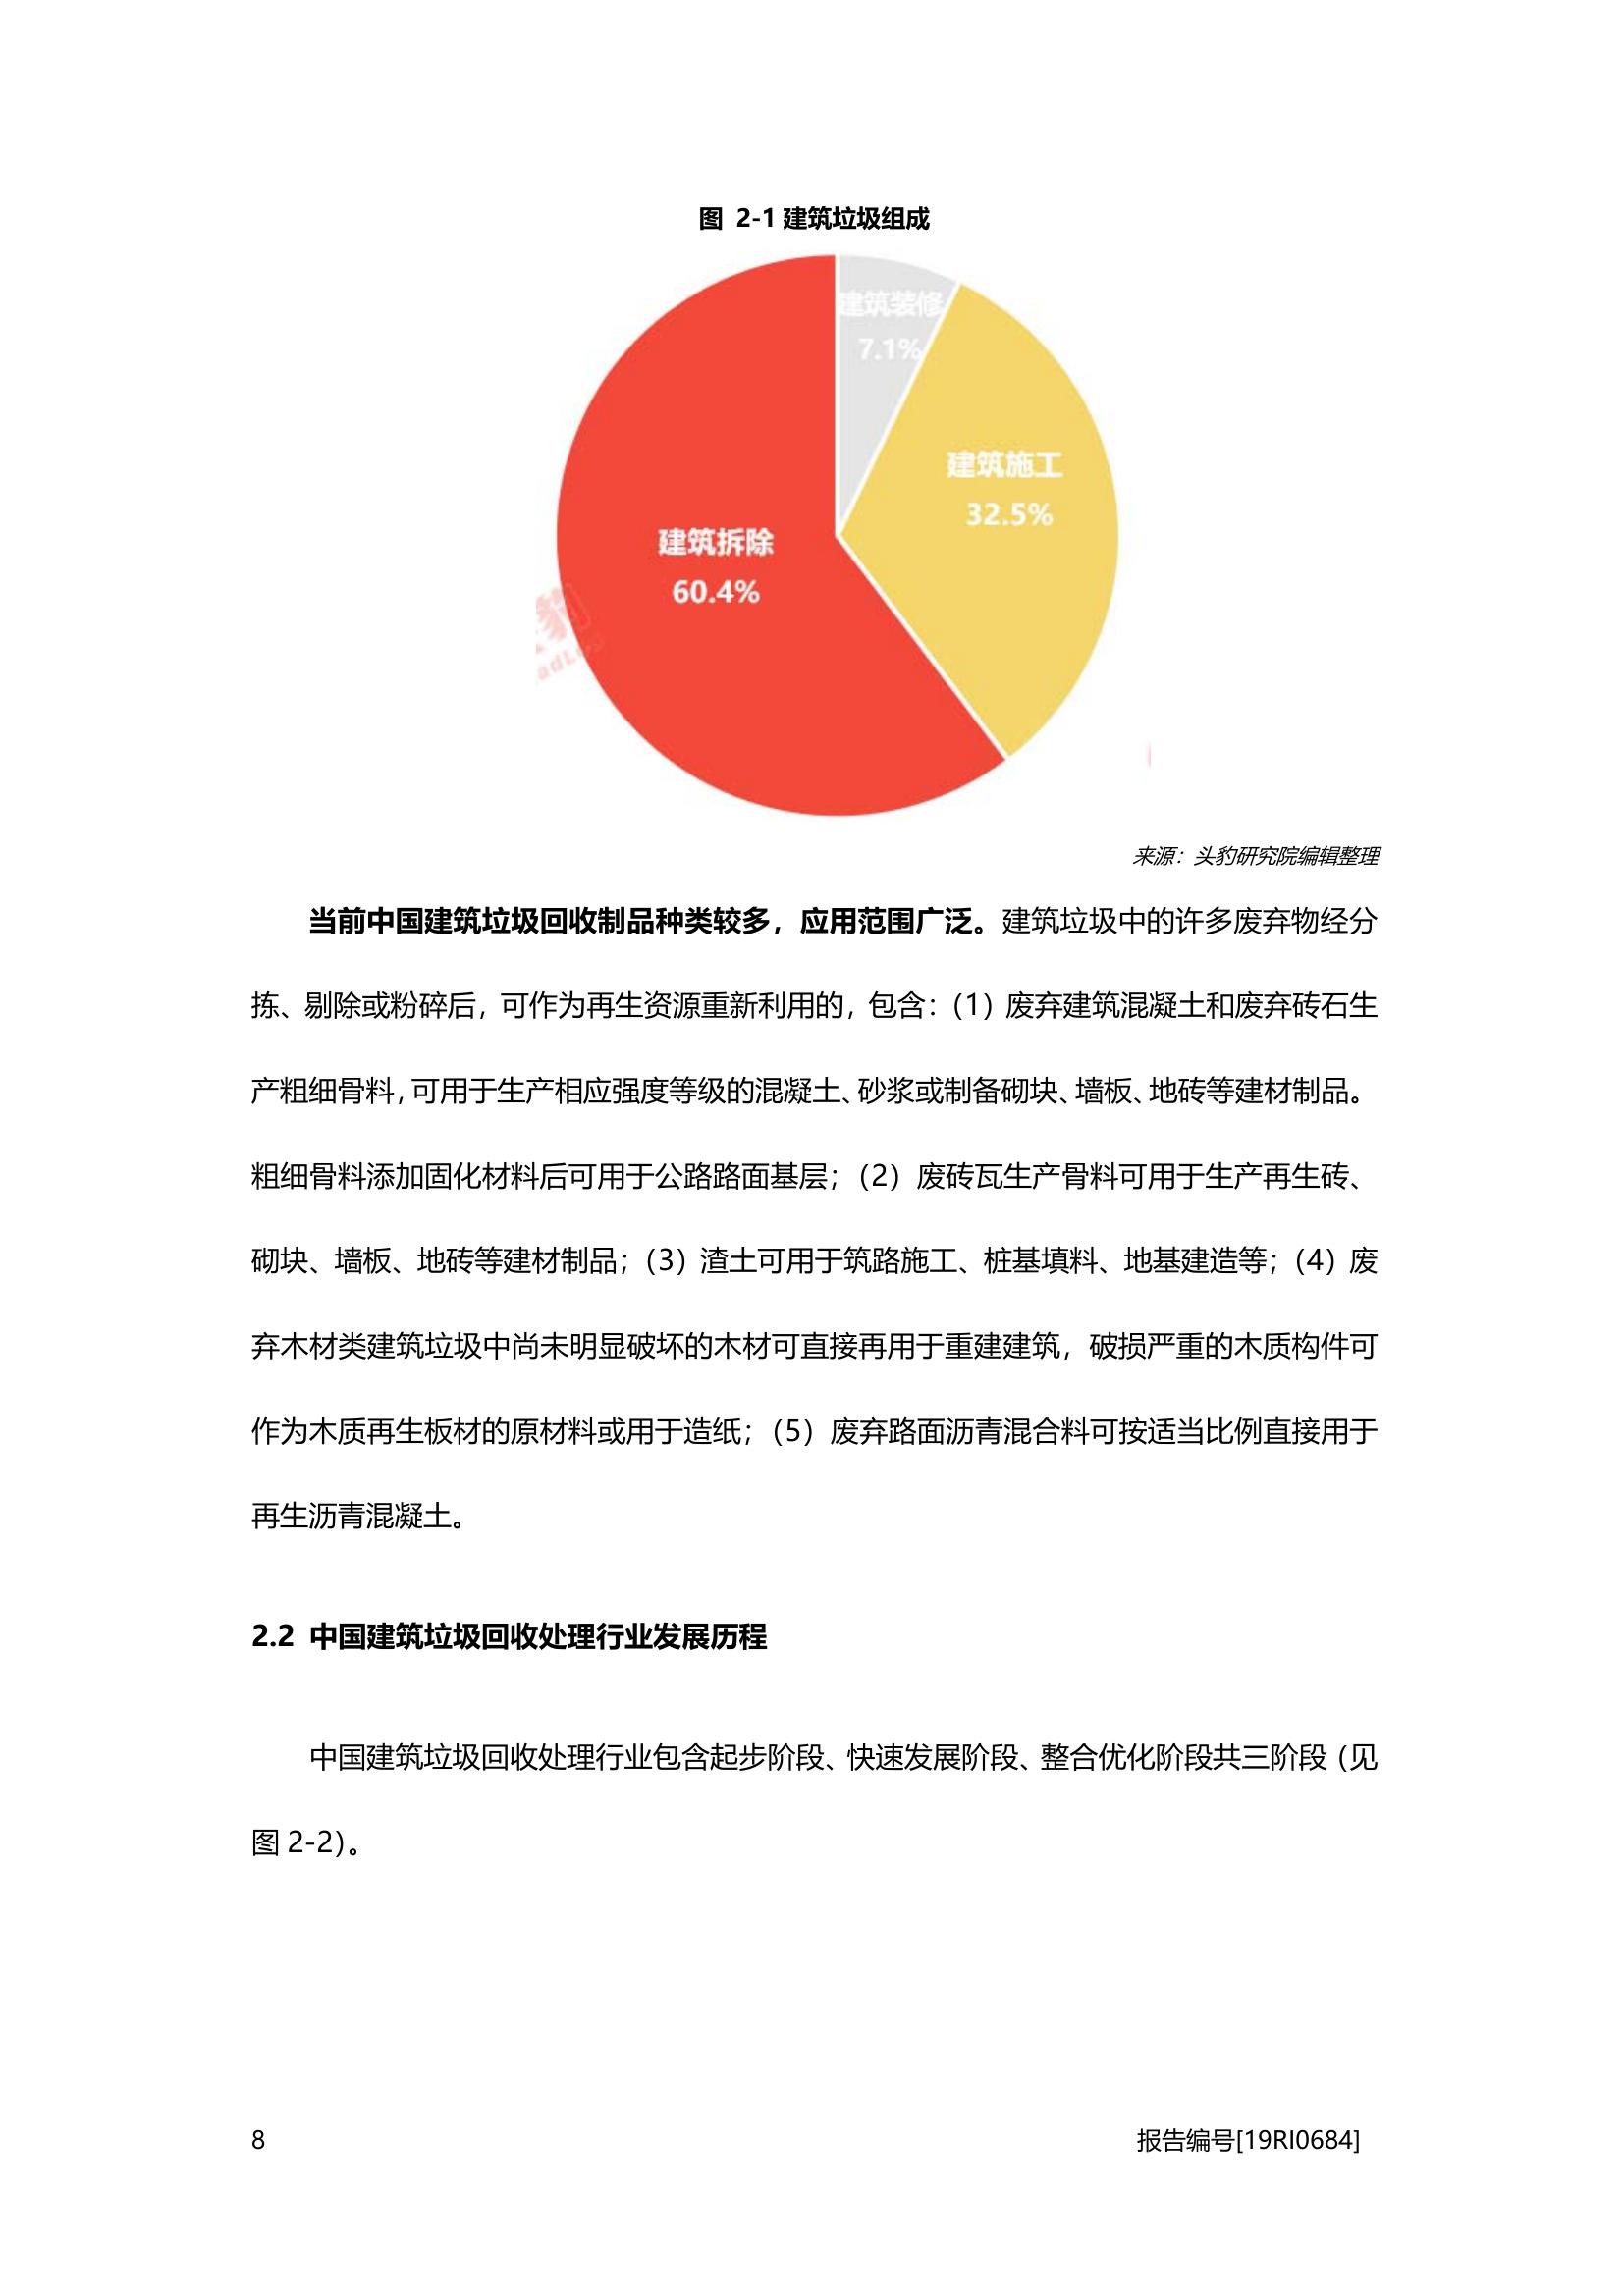 图 2-1 建筑垃圾组成
建筑装修
7.1%
建筑施工
32.5%
建筑拆除
60.4%
来源：头豹研究院编辑整理
当前中国建筑垃圾回收制品种类较多，应用范围广泛。建筑垃圾中的许多废弃物经分
拣、剔除或粉碎后，可作为再生资源重新利用的，包含：（1）废弃建筑混凝土和废弃砖石生
产粗细骨料，可用于生产相应强度等级的混凝土、砂浆或制备砌块、墙板、地砖等建材制品。
粗细骨料添加固化材料后可用于公路路面基层；（2）废砖瓦生产骨料可用于生产再生砖、
砌块、墙板、地砖等建材制品；（3）渣土可用于筑路施工、桩基填料、地基建造等；（4）废
弃木材类建筑垃圾中尚未明显破坏的木材可直接再用于重建建筑，破损严重的木质构件可
作为木质再生板材的原材料或用于造纸；（5）废弃路面沥青混合料可按适当比例直接用于
再生沥青混凝土。
2.2 中国建筑垃圾回收处理行业发展历程
中国建筑垃圾回收处理行业包含起步阶段、快速发展阶段、整合优化阶段共三阶段（见
图 2-2）。
8
报告编号[19RI0684]